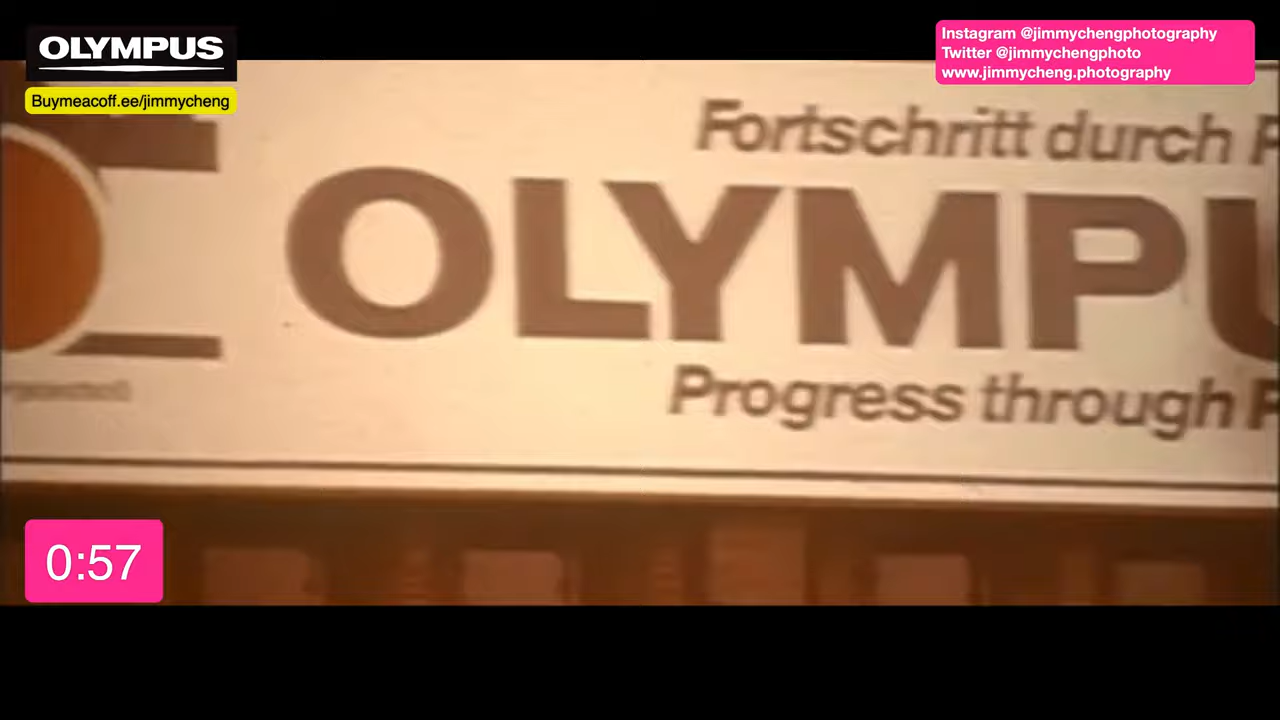 OLYMPUS
Buymeacoff.ee/jimmycheng
Instagram @jimmychengphotography
Twitter @jimmychengphoto
www.jimmycheng.photography
Fortschritt durch
OLYMPU
Progress through
0:57